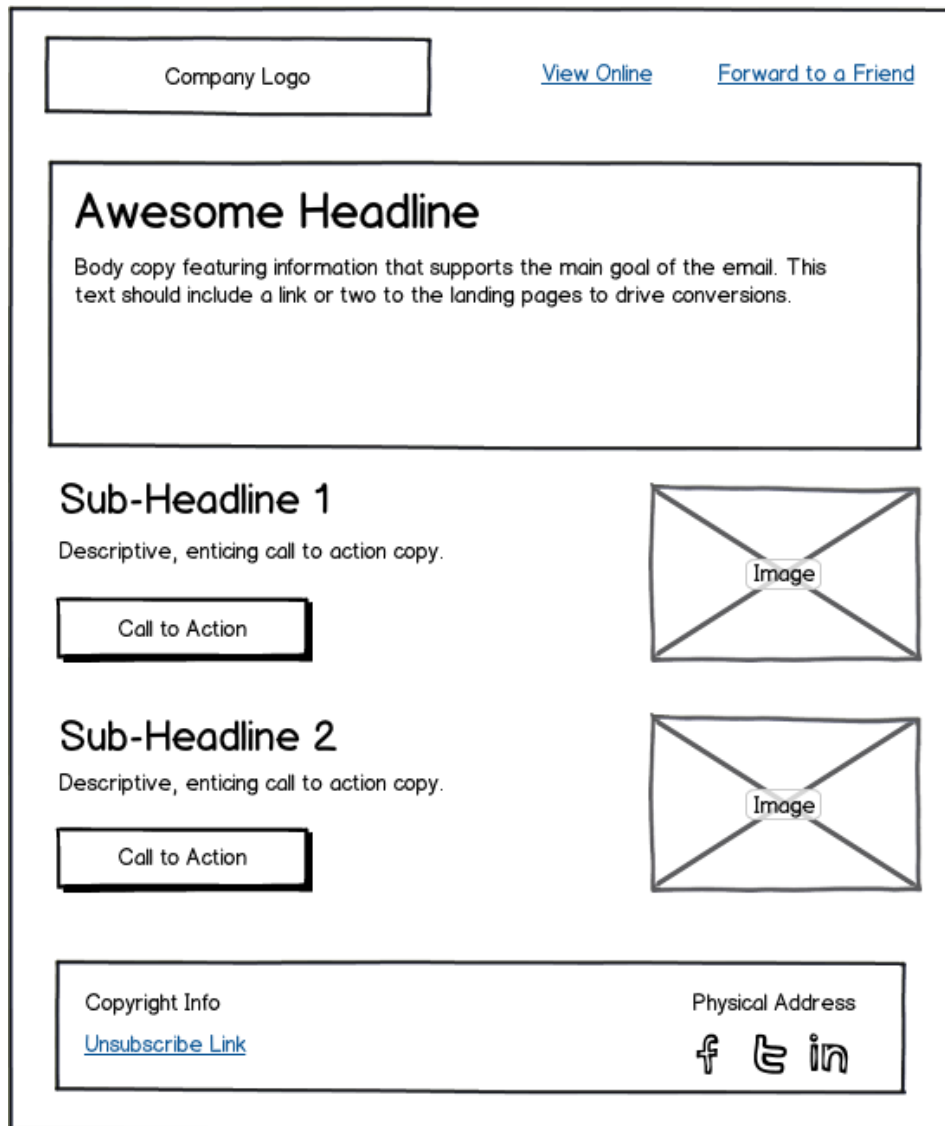 Company Logo
View Online
Forward to a Friend
Awesome Headline
Body copy featuring information that supports the main goal of the email. This
text should include a link or two to the landing pages to drive conversions.
Sub-Headline 1
Descriptive, enticing call to action copy.
Call to Action
Image
Sub-Headline 2
Descriptive, enticing call to action copy.
Call to Action
Image
Copyright Info
Unsubscribe Link
Physical Address
f t in